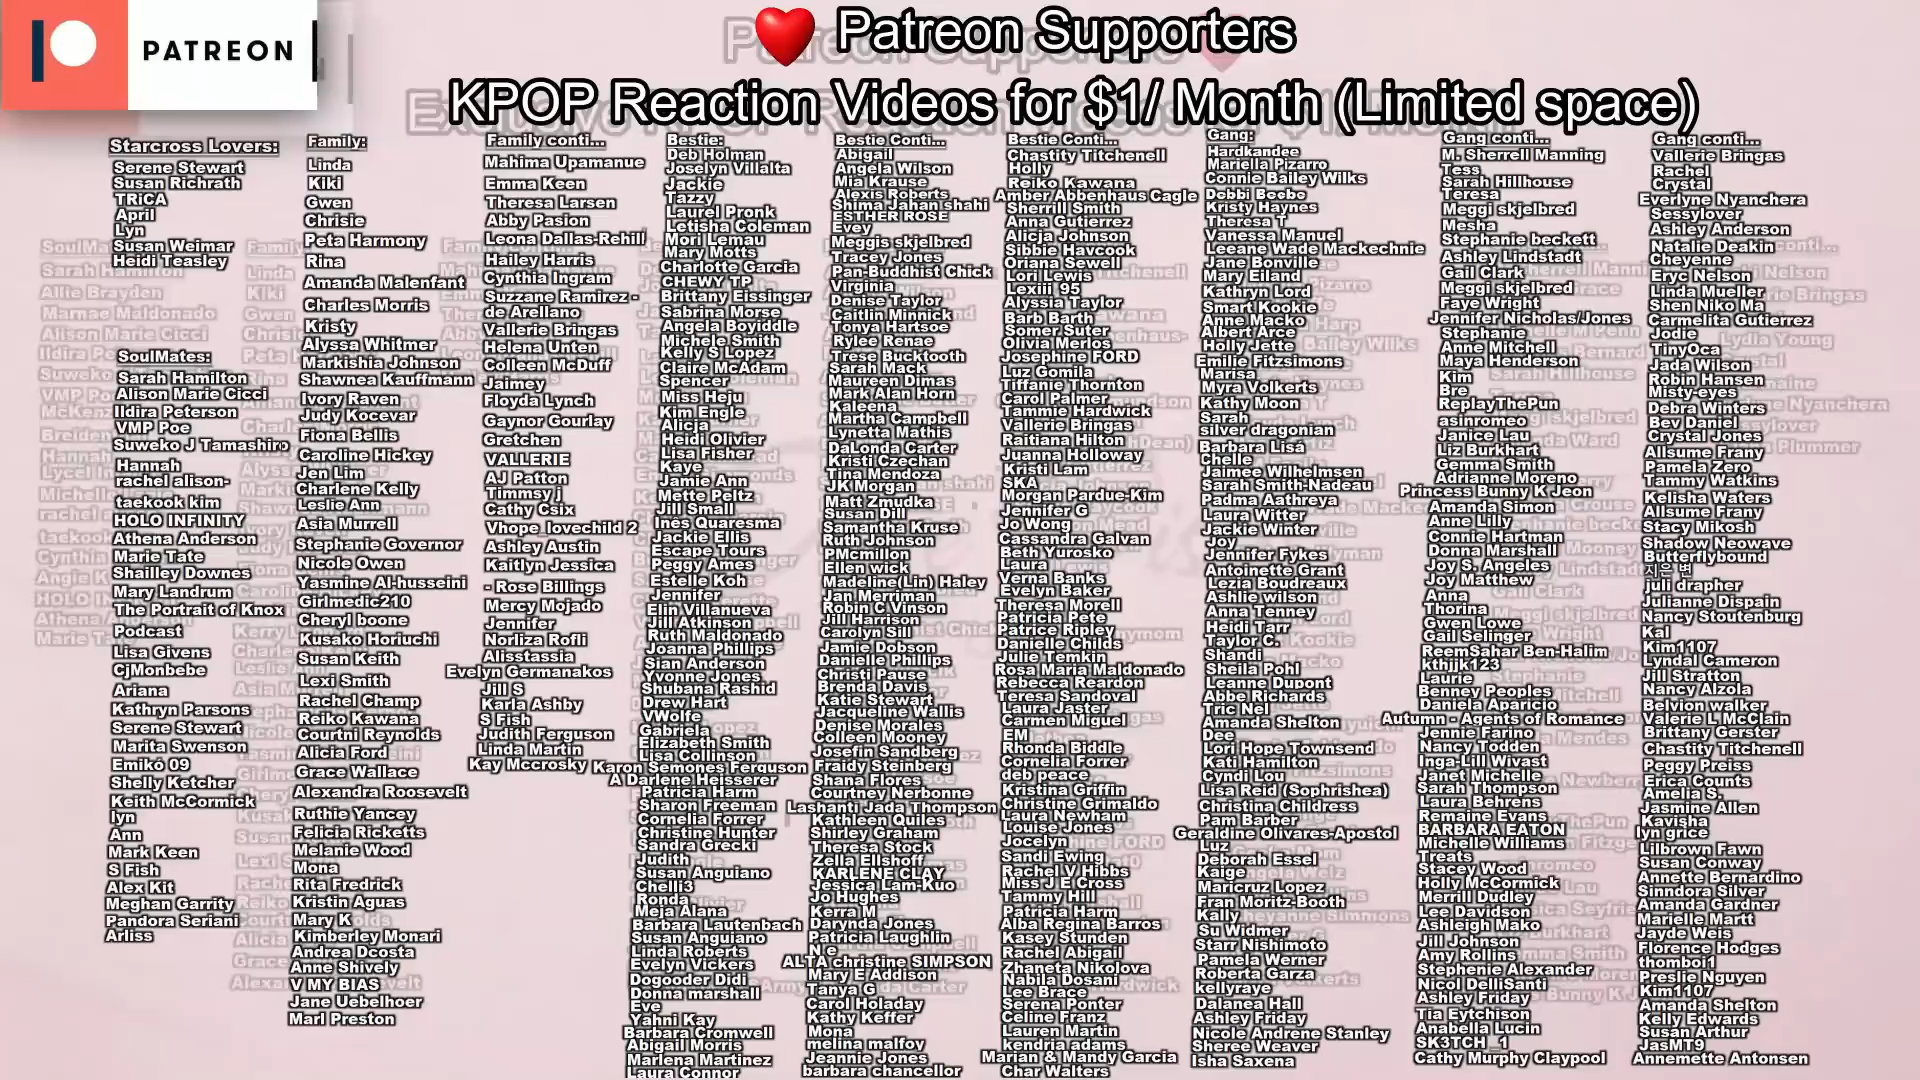 PATREON
Patreon Supporters
KPOP Reaction Videos for $1/ Month (Limited space)
Starcross Lovers:
Serene Stewart
Susan Richrath
TRiCA
April
Lyn
Susan Weimar
Heidi Teasley
SoulMates:
Sarah Hamilton
Alison Marie Cicci
Ildira Peterson
VMP Poe
Suweko J Tamashiro
Hannah
rachel alison-
taekook kim
HOLO INFINITY
Athena Anderson
Marie Tate
Shailley Downes
Mary Landrum
The Portrait of Knox
Podcast
Lisa Givens
CjMonbebe
Ariana
Kathryn Parsons
Serene Stewart
Marita Swenson
Emikó 09
Shelly Ketcher
Keith McCormick
lyn
Ann
Mark Keen
S Fish
Alex Kit
Meghan Garrity
Pandora Seriani
Arliss
Family:
Linda
Kiki
Gwen
Chrisie
Peta Harmony
Rina
Amanda Malenfant
Charles Morris
Kristy
Alyssa Whitmer
Markishia Johnson
Shawnea Kauffmann
Ivory Raven
Judy Kocevar
Fiona Bellis
Caroline Hickey
Jen Lim
Charlene Kelly
Leslie Ann
Asia Murrell
Stephanie Governor
Nicole Owen
Yasmine Al-husseini
Girlmedic210
Cheryl boone
Kusako Horiuchi
Susan Keith
Lexi Smith
Rachel Champ
Reiko Kawana
Courtni Reynolds
Alicia Ford
Grace Wallace
Alexandra Roosevelt
Ruthie Yancey
Felicia Ricketts
Melanie Wood
Mona
Rita Fredrick
Kristin Aguas
Mary K
Kimberley Monari
Andrea Dcosta
Anne Shively
V MY BIAS
Jane Uebelhoer
Marl Preston
Family conti...
Mahima Upamanue
Emma Keen
Theresa Larsen
Abby Pasion
Leona Dallas-Rehill
Hailey Harris
Cynthia Ingram
Suzzane Ramirez -
de Arellano
Vallerie Bringas
Helena Unten
Colleen McDuff
Jaimey
Floyda Lynch
Gaynor Gourlay
Gretchen
VALLERIE
AJ Patton
Timmsy j
Cathy Csix
Vhope_lovechild 2
Ashley Austin
Kaitlyn Jessica
- Rose Billings
Mercy Mojado
Jennifer
Norliza Rofli
Alisstassia
Evelyn Germanakos
Jill S
Karla Ashby
S Fish
Judith Ferguson
Linda Martin
Kay Mccrosky
Bestie:
Deb Holman
Joselyn Villalta
Jackie
Tazzy
Laurel Pronk
Letisha Coleman
Mori Lemau
Mary Motts
Charlotte Garcia
CHEWY TP
Brittany Eissinger
Sabrina Morse
Angela Boyiddle
Michele Smith
Kelly S Lopez
Claire McAdam
Spencer
Miss Heju
Kim Engle
Alicia
Heidi Olivier
Lisa Fisher
Kaye
Jamie Ann
Mette Peltz
Jill Small
Inês Quaresma
Jackie Ellis
Escape Tours
Peggy Ames
Estelle Koh
Jennifer
Elin Villanueva
Jill Atkinson
Ruth Maldonado
Joanna Phillips
Sian Anderson
Yvonne Jones
Shubana Rashid
Drew Hart
VWolfe
Gabriela
Elizabeth Smith
Lisa Collinson
Karon Semones Ferguson
A Darlene Heisserer
Patricia Harm
Sharon Freeman
Cornelia Forrer
Christine Hunter
Sandra Grecki
Judith
Susan Anguiano
Chelli3
Ronda
Meja Alana
Barbara Lautenbach
Susan Anguiano
Linda Roberts
Evelyn Vickers
Dogooder Didi
Donna marshall
Eve
Yahni Kay
Barbara Cromwell
Abigail Morris
Marlena Martinez
Laura Connor
Bestie Conti...
Abigail
Angela Wilson
Mia Krause
Alexis Roberts
Shima Jahan shahi
ESTHER ROSE
Evey
Meggis skjelbred
Tracey Jones
Pan-Buddhist Chick
Virginia
Denise Taylor
Caitlin Minnick
Tonya Hartsoe
Rylee Renae
Trese Bucktooth
Sarah Mack
Maureen Dimas
Mark Alan Horn
Kaleena
Martha Campbell
Lynetta Mathis
DaLonda Carter
Kristi Czechan
Juli Mendoza
JK Morgan
Matt Zmudka
Susan Dill
Samantha Kruse
Ruth Johnson
PMcmillon
Ellen wick
Madeline(Lin) Haley
Jan Merriman
Robin C Vinson
Jill Harrison
Carolyn Sill
Jamie Dobson
Danielle Phillips
Christi Pause
Brenda Davis
Katie Stewart
Jacqueline Wallis
Denise Morales
Colleen Mooney
Josefin Sandberg
Fraidy Steinberg
Shana Flores
Courtney Nerbonne
Lashanti Jada Thompson
Kathleen Quiles
Shirley Graham
Theresa Stock
Zella Ellshoff
KARLENE CLAY
Jessica Lam-Kuo
Jo Hughes
Kerra M
Darynda Jones
Patricia Laughlin
N e
ALTA christine SIMPSON
Mary E Addison
Tanya G
Carol Holaday
Kathy Keffer
Mona
melina malfoy
Jeannie Jones
barbara chancellor
Bestie Conti...
Chastity Titchenell
Holly
Reiko Kawana
Amber Abbenhaus Cagle
Sherrill Smith
Anna Gutierrez
Alicja Johnson
Sibbie Havcook
Oriana Sewell
Lori Lewis
Lexiii 95
Alyssia Taylor
Barb Barth
Somer Suter
Olivia Merlos
Josephine FORD
Luz Gomila
Tiffanie Thornton
Carol Palmer
Tammie Hardwick
Vallerie Bringas
Raitiana Hilton
Juanna Holloway
Kristi Lam
SKA
Morgan Pardue-Kim
Jennifer G
Jo Wong
Cassandra Galvan
Beth Yurosko
Laura
Verna Banks
Evelyn Baker
Theresa Morell
Patricia Pete
Patrice Ripley
Danielle Childs
Julie Temkin
Rosa Maria Maldonado
Rebecca Reardon
Teresa Sandoval
Laura Jaster
Carmen Miguel
EM
Rhonda Biddle
Cornelia Forrer
deb peace
Kristina Griffin
Christine Grimaldo
Laura Newham
Louise Jones
Jocelyn
Sandi Ewing
Rachel V Hibbs
Miss J E Cross
Tammy Hill
Patricia Harm
Alba Regina Barros
Kasey Stunden
Rachel Abigail
Zhaneta Nikolova
Nabila Dosani
Lee Brace
Serena Ponter
Celine Franz
Lauren Martin
kendria adams
Marian & Mandy Garcia
Char Walters
Gang:
Hardkandee
Mariella Pizarro
Connie Bailey Wilks
Debbi Beebe
Kristy Haynes
Theresa T
Vanessa Manuel
Leeane Wade Mackechnie
Jane Bonville
Mary Eiland
Kathryn Lord
Smart Kookie
Anne Macko
Albert Arce
Holly Jette
Emilie Fitzsimons
Marisa
Myra Volkerts
Kathy Moon
Sarah
silver dragonian
Barbara Lisá
Chelle
Jaimee Wilhelmsen
Sarah Smith-Nadeau
Padma Aathreya
Laura Witter
Jackie Winter
Joy
Jennifer Fykes
Antoinette Grant
Lezia Boudreaux
Ashlie wilson
Anna Tenney
Heidi Tarr
Taylor C.
Shandi
Sheila Pohl
Leanne Dupont
Abbe Richards
Tric Nel
Amanda Shelton
Dee
Lori Hope Townsend
Kati Hamilton
Cyndi Lou
Lisa Reid (Sophrishea)
Christina Childress
Pam Barber
Geraldine Olivares-Apostol
Luz
Deborah Essel
Kaige
Maricruz Lopez
Fran Moritz-Booth
Kally
Su Widmer
Starr Nishimoto
Pamela Werner
Roberta Garza
kellyraye
Dalanea Hall
Ashley Friday
Nicole Andrene Stanley
Sheree Weaver
Isha Saxena
Gang conti...
M. Sherrell Manning
Tess
Sarah Hillhouse
Teresa
Meggi skjelbred
Mesha
Stephanie beckett
Ashley Lindstadt
Gail Clark
Meggi skjelbred
Faye Wright
Jennifer Nicholas/Jones
Stephanie
Anne Mitchell
Maya Henderson
Kim
Bre
ReplayThePun
asinromeo
Janice Lau
Liz Burkhart
Gemma Smith
Adrianne Moreno
Princess Bunny K Jeon
Amanda Simon
Anne Lilly
Connie Hartman
Donna Marshall
Joy S. Angeles
Joy Matthew
Anna
Thorina
Gwen Lowe
Gail Selinger
ReemSahar Ben-Halim
kthjjk123
Laurie
Benney Peoples
Daniela Aparicio
Autumn - Agents of Romance
Jennie Farino
Nancy Todden
Inga-Lill Wivast
Janet Michelle
Sarah Thompson
Laura Behrens
Remaine Evans
BARBARA EATON
Michelle Williams
Treats
Stacey Wood
Holly McCormick
Merrill Dudley
Lee Davidson
Ashleigh Mako
Jill Johnson
Amy Rollins
Stephenie Alexander
Nicol DelliSanti
Ashley Friday
Tia Eytchison
Anabella Lucin
SK3TCH_1
Cathy Murphy Claypool
Gang conti...
Vallerie Bringas
Rachel
Crystal
Everlyne Nyanchera
Sessylover
Ashley Anderson
Natalie Deakin
Cheyenne
Eryc Nelson
Linda Mueller
Shen Niko Ma
Carmelita Gutierrez
Jodie
TinyOca
Jada Wilson
Robin Hansen
Misty-eyes
Debra Winters
Bev Daniel
Crystal Jones
Allsume Frany
Pamela Zero
Tammy Watkins
Kelisha Waters
Allsume Frany
Stacy Mikosh
Shadow Neowave
Butterflybound
지은 변
juli drapher
Julianne Dispain
Nancy Stoutenburg
Kal
Kim1107
Lyndal Cameron
Jill Stratton
Nancy Alzola
Belvion walker
Valerie L McClain
Brittany Gerster
Chastity Titchenell
Peggy Preiss
Erica Counts
Amelia S.
Jasmine Allen
Kavisha
lyn grice
Lilbrown Fawn
Susan Conway
Annette Bernardino
Sinndora Silver
Amanda Gardner
Marielle Martt
Jayde Weis
Florence Hodges
thomboi1
Preslie Nguyen
Kim1107
Amanda Shelton
Kelly Edwards
Susan Arthur
JasMT9
Annemette Antonsen